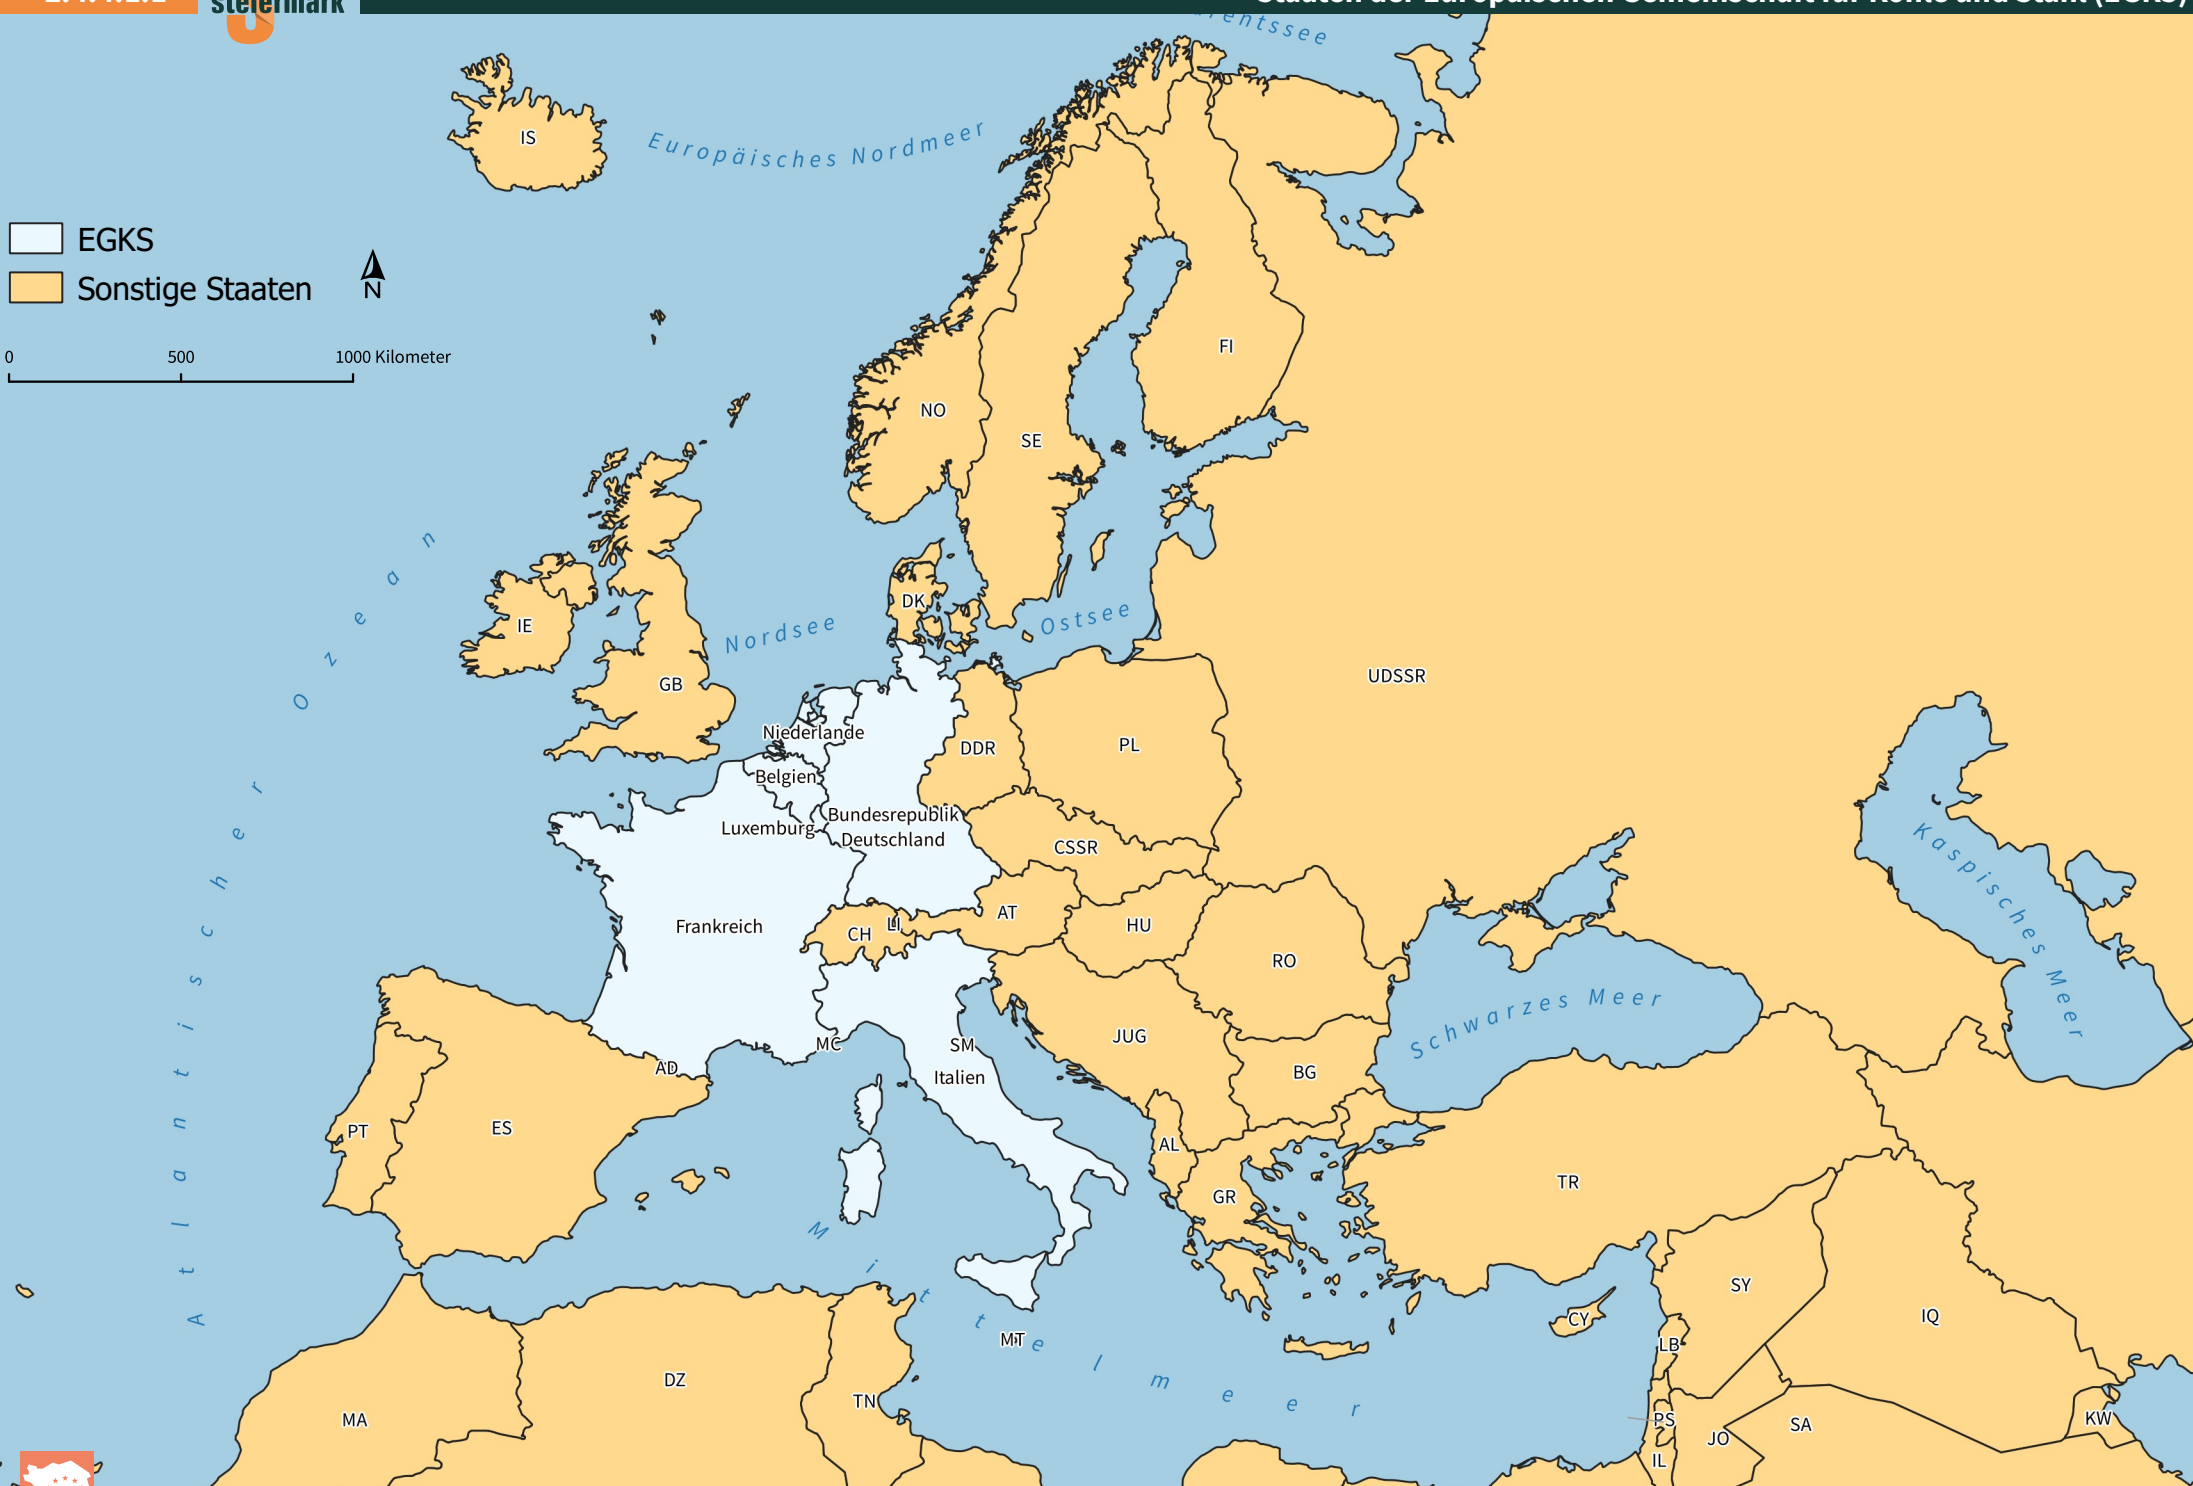 steiermark
Staaten der Europäischen Gemeinschaft für Kohle und Stahl (EGKS)
Europäisches Nordmeer
IS
EGKS
Sonstige Staaten
N
0 500 1000 Kilometer
FI
NO
SE
Atlantischer Ozean
DK
IE
Nordsee
Ostsee
GB
UDSSR
Niederlande
DDR
PL
Belgien
Bundesrepublik
Deutschland
Luxemburg
CSSR
Kaspisches Meer
Frankreich
CH
LI
AT
HU
RO
Schwarzes Meer
MC
SM
JUG
AD
Italien
BG
PT
ES
AL
GR
TR
Mittelmeer
SY
CY
IQ
MT
LB
DZ
TN
MA
PS
SA
KW
JO
IL